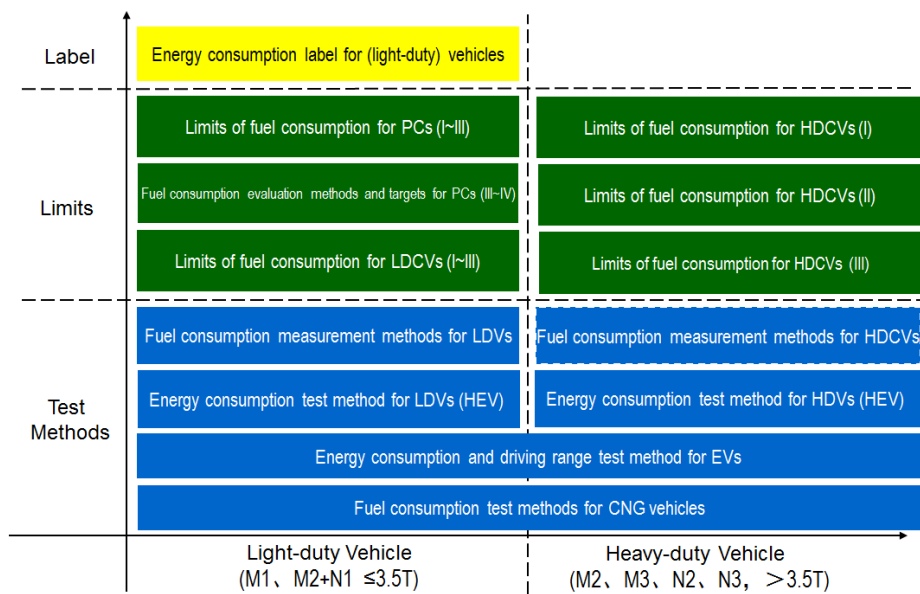 Label
Energy consumption label for (light-duty) vehicles
Limits
Limits of fuel consumption for PCs (I~III)
Limits of fuel consumption for HDCVs (I)
Fuel consumption evaluation methods and targets for PCs (III~IV)
Limits of fuel consumption for HDCVs (II)
Limits of fuel consumption for LDCVs (I~III)
Limits of fuel consumption for HDCVs (III)
Test
Methods
Fuel consumption measurement methods for LDVs
Fuel consumption measurement methods for HDCVs
Energy consumption test method for LDVs (HEV)
Energy consumption test method for HDVs (HEV)
Energy consumption and driving range test method for EVs
Fuel consumption test methods for CNG vehicles
Light-duty Vehicle
(M1、M2+N1 ≤3.5T)
Heavy-duty Vehicle
(M2、M3、N2、N3，＞3.5T)